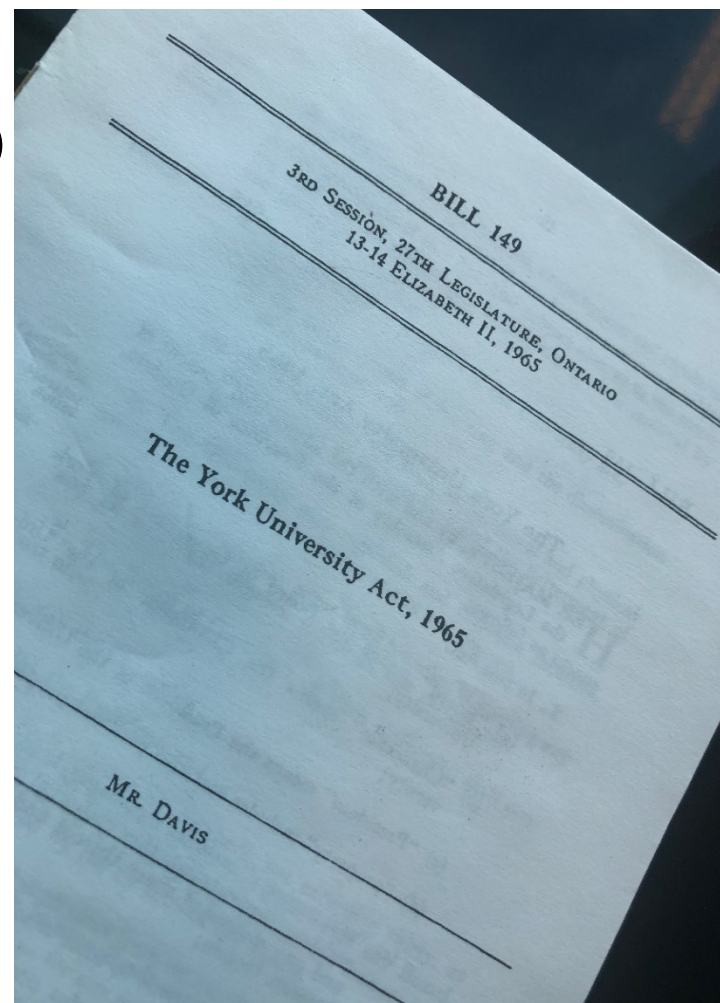 BILL 149
3RD SESSION, 27TH LEGISLATURE, ONTARIO
13-14 ELIZABETH II, 1965
The York University Act, 1965
MR. DAVIS